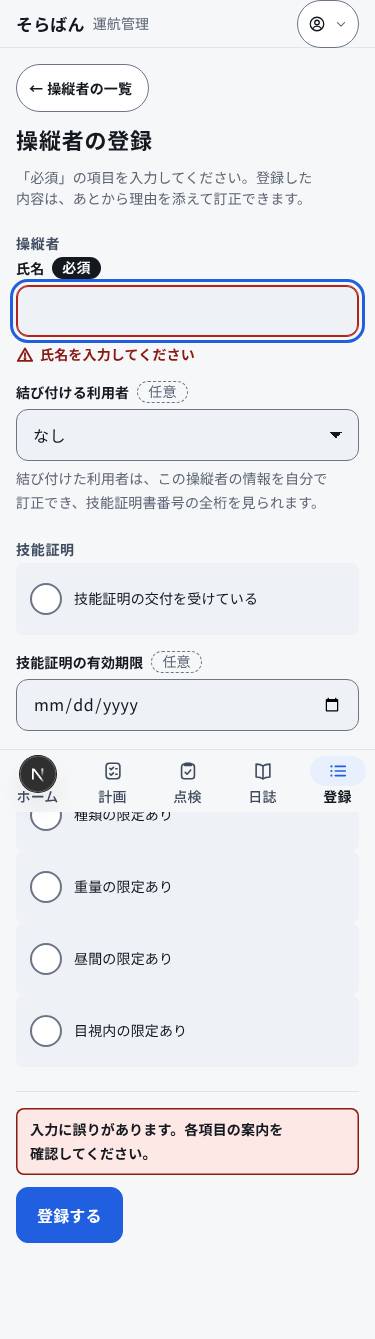 そらばん 運航管理
← 操縦者の一覧
操縦者の登録
「必須」の項目を入力してください。登録した
内容は、あとから理由を添えて訂正できます。
操縦者
氏名 必須
氏名を入力してください
結び付ける利用者 任意
なし
結び付けた利用者は、この操縦者の情報を自分で
訂正でき、技能証明書番号の全桁を見られます。
技能証明
技能証明の交付を受けている
技能証明の有効期限 任意
mm/dd/yyyy
N
ホーム 計画 点検 日誌 登録
種類の限定あり
重量の限定あり
昼間の限定あり
目視内の限定あり
入力に誤りがあります。各項目の案内を
確認してください。
登録する